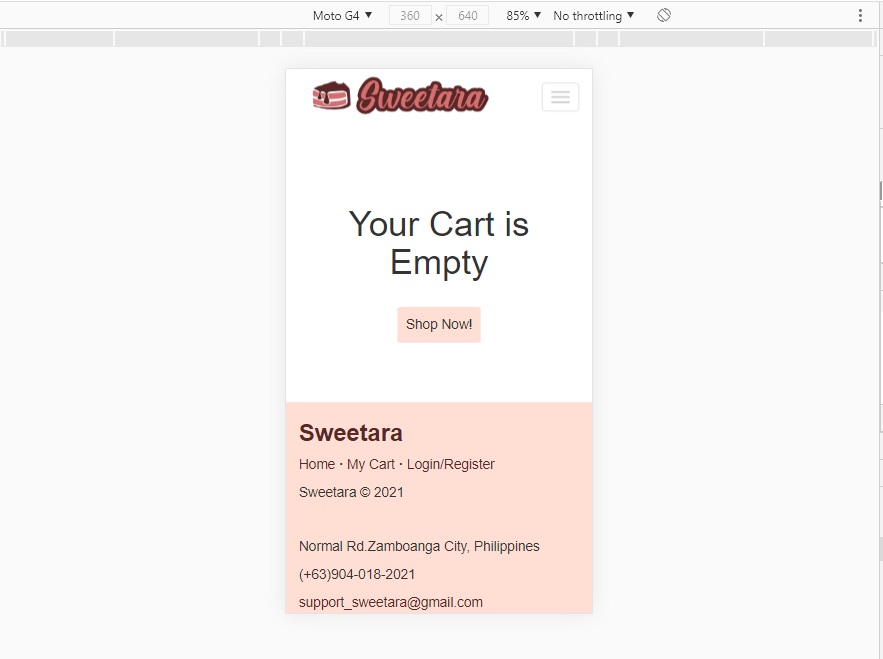 Moto G4 ▼ 360 × 640 85% ▼ No throttling ▼
Sweetara
Your Cart is
Empty
Shop Now!
Sweetara
Home · My Cart · Login/Register
Sweetara © 2021
Normal Rd.Zamboanga City, Philippines
(+63)904-018-2021
support_sweetara@gmail.com